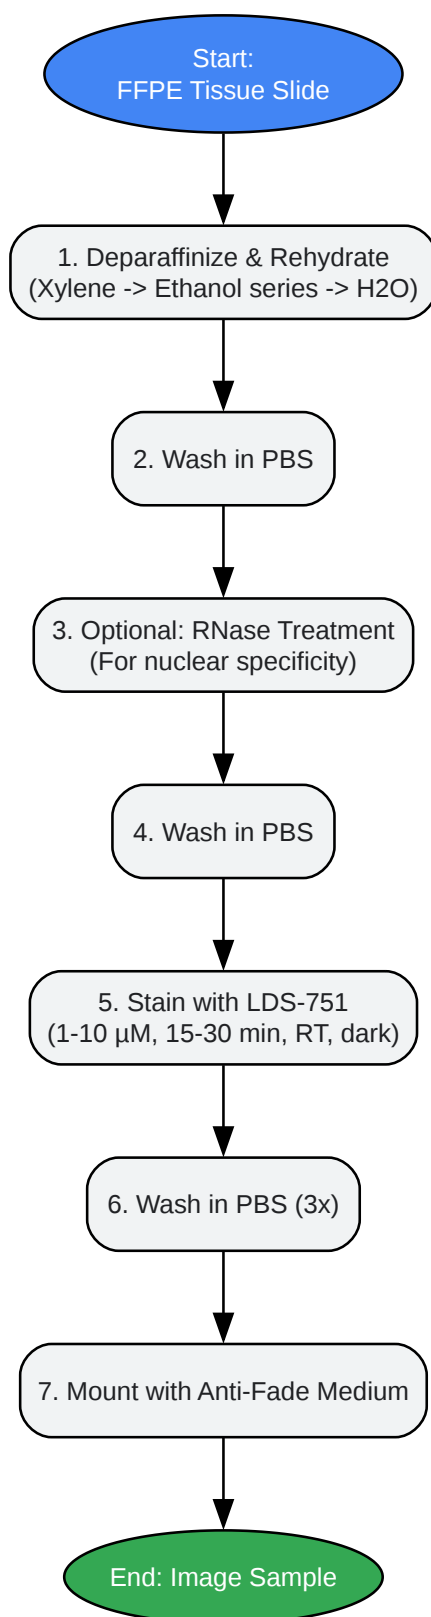 Start:
FFPE Tissue Slide
1. Deparaffinize & Rehydrate
(Xylene -> Ethanol series -> H2O)
2. Wash in PBS
3. Optional: RNase Treatment
(For nuclear specificity)
4. Wash in PBS
5. Stain with LDS-751
(1-10 µM, 15-30 min, RT, dark)
6. Wash in PBS (3x)
7. Mount with Anti-Fade Medium
End: Image Sample